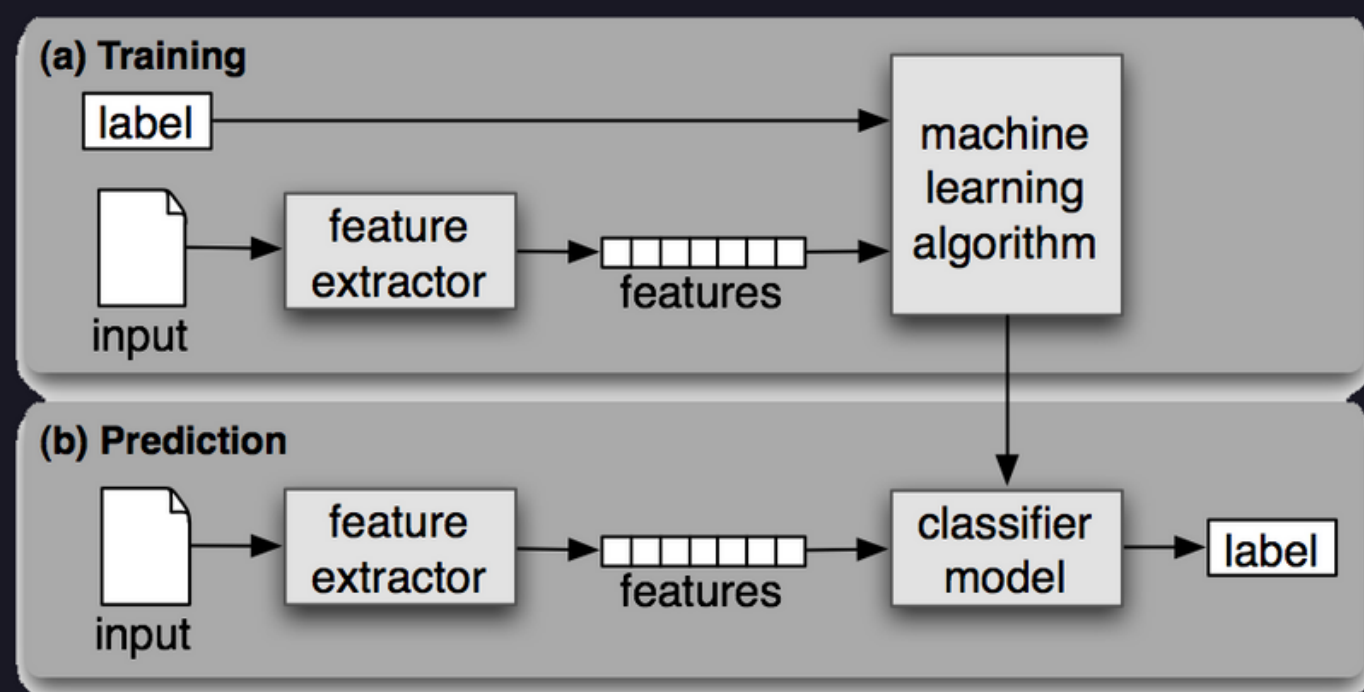 (a) Training
label
machine
learning
algorithm
feature
extractor
features
input
(b) Prediction
feature
extractor
features
classifier
model
label
input